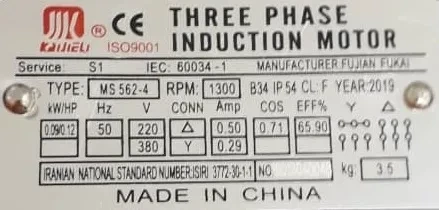 KAIJIELI ® CE THREE PHASE
ISO9001 INDUCTION MOTOR
Service: S1 IEC: 60034-1 MANUFACTURER FUJIAN FUKAI
TYPE: MS 562-4 RPM: 1300 B34 IP54 CL: F YEAR:2019
kW/HP Hz V CONN Amp COS EFF% Y Δ
0.09/0.12 50 220 Δ 0.50 0.71 65.90
380 Y 0.29
IRANIAN NATIONAL STANDARD NUMBER:ISIRI 3772-30-1-1 NO. kg: 3.5
MADE IN CHINA